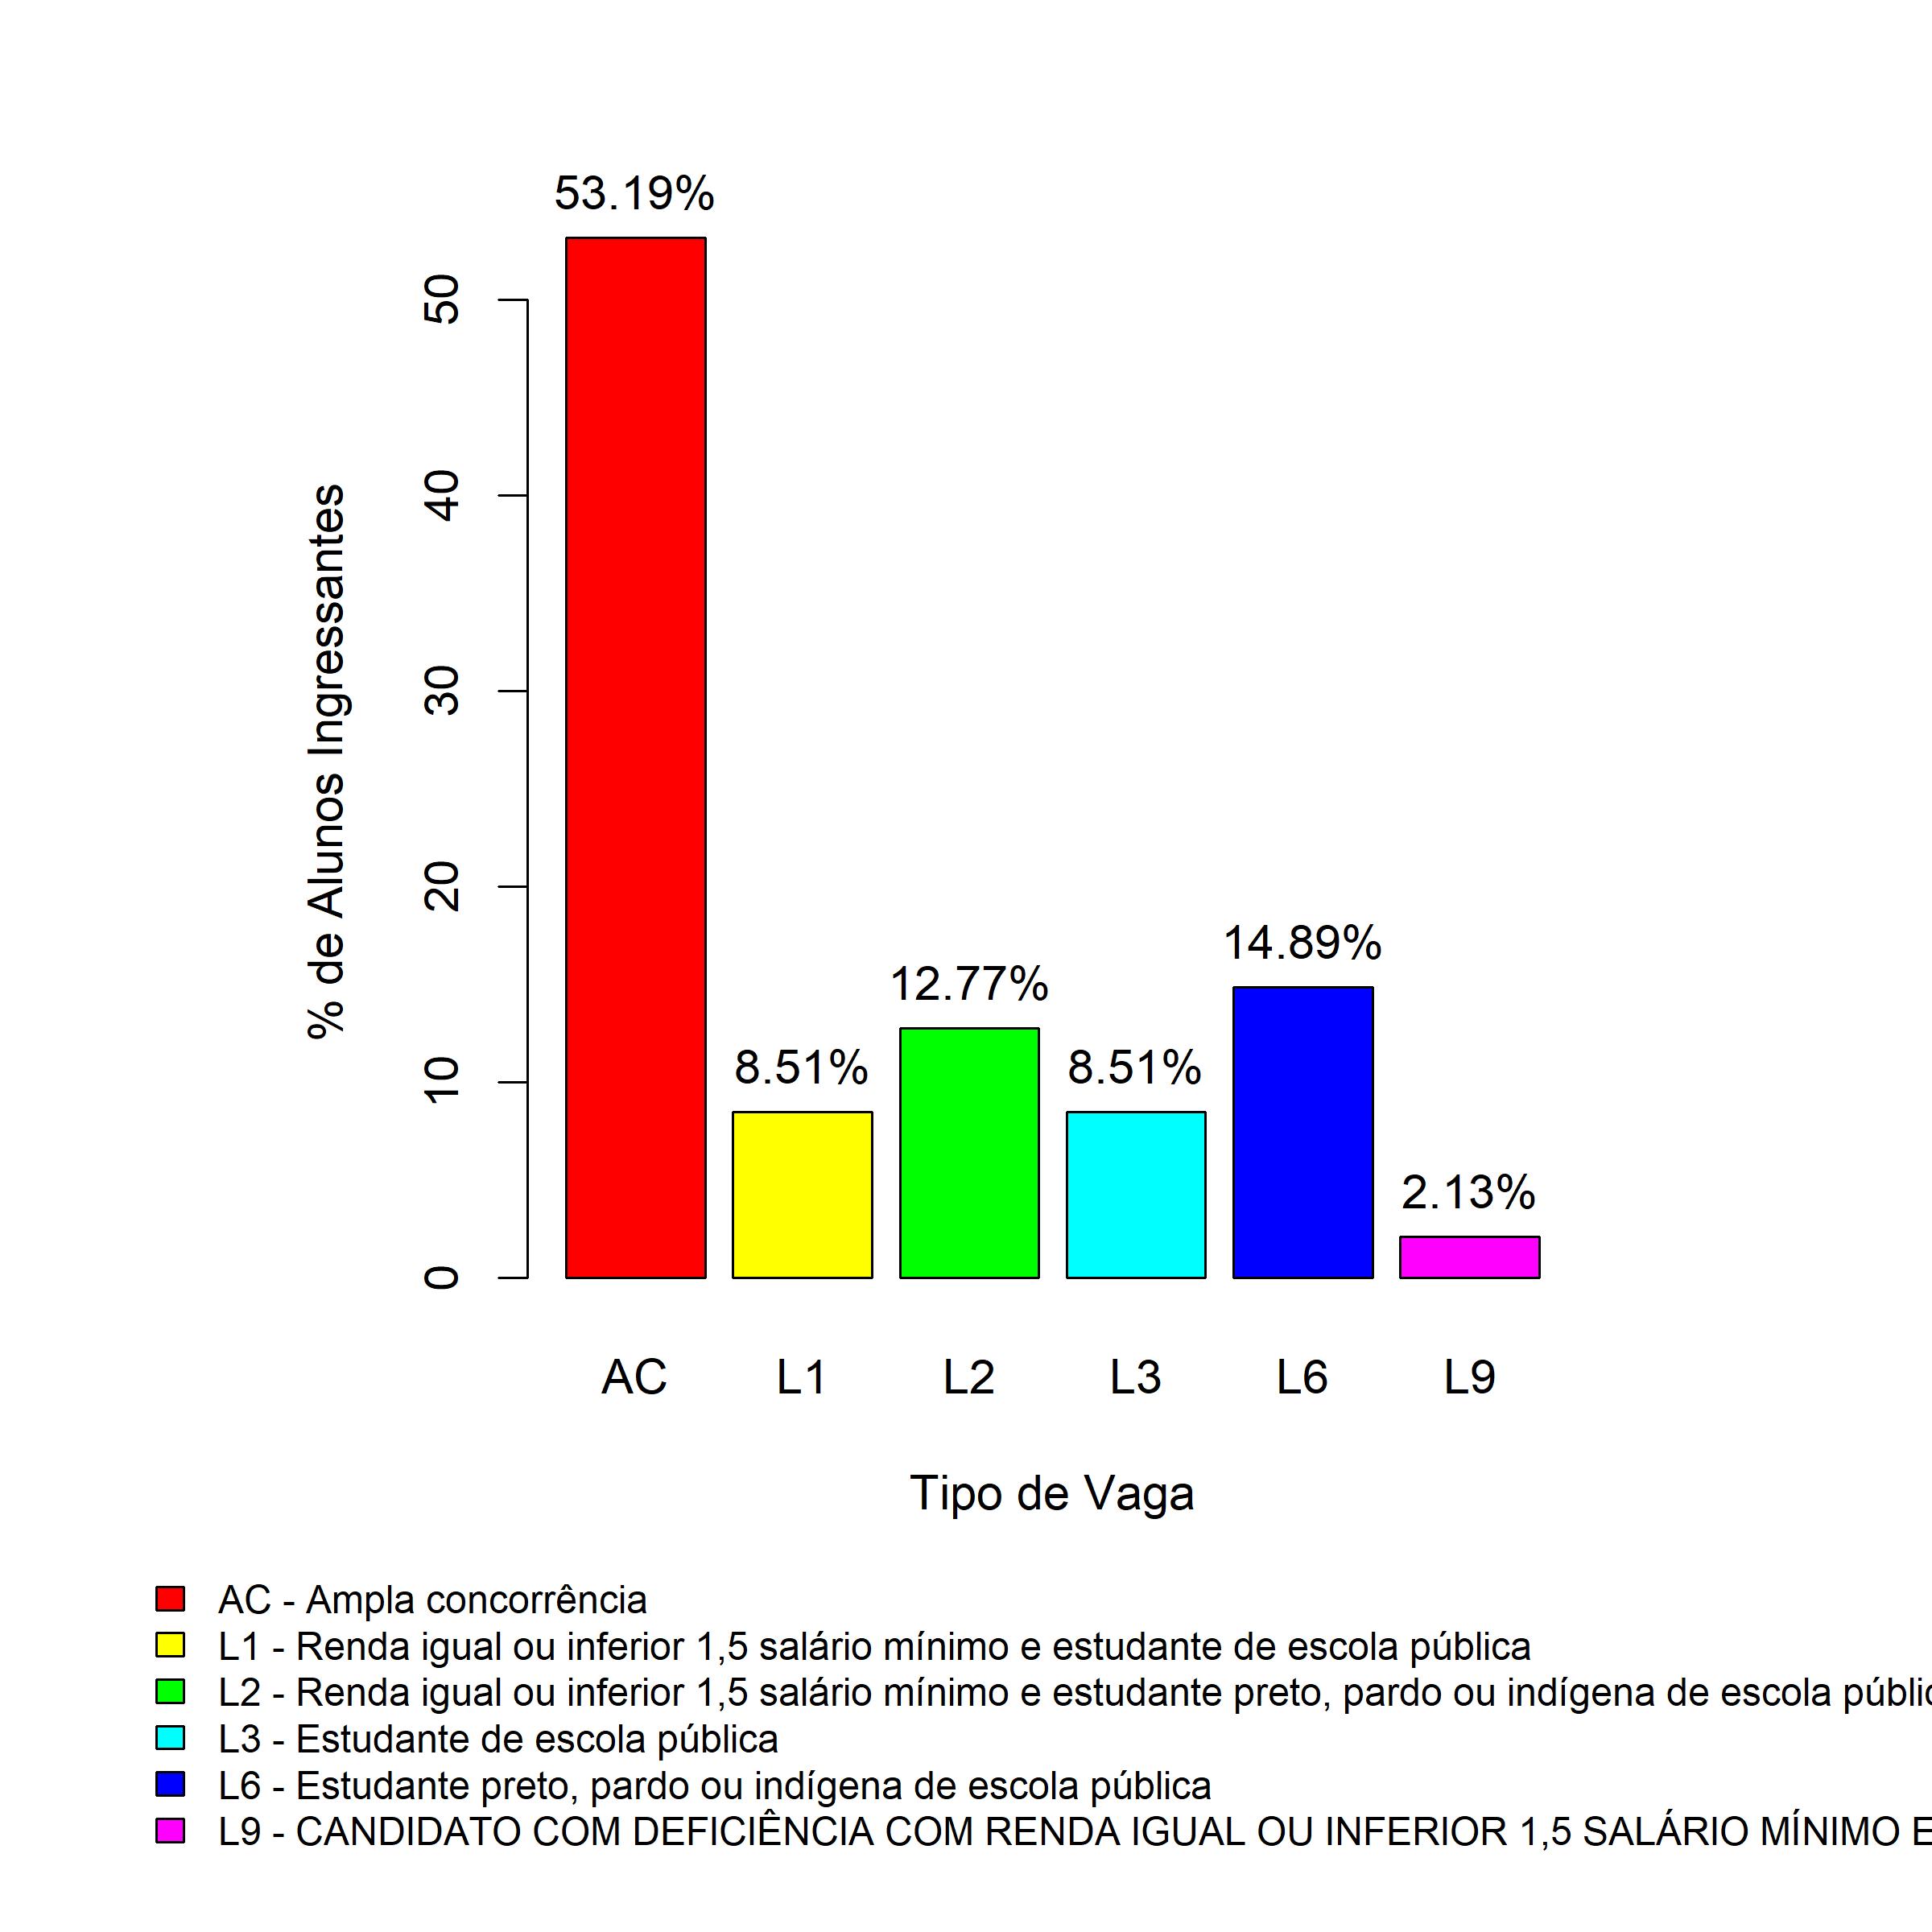 53.19%
50
40
30
20
10
0
% de Alunos Ingressantes
14.89%
12.77%
8.51%
8.51%
2.13%
AC L1 L2 L3 L6 L9
Tipo de Vaga
AC - Ampla concorrência
L1 - Renda igual ou inferior 1,5 salário mínimo e estudante de escola pública
L2 - Renda igual ou inferior 1,5 salário mínimo e estudante preto, pardo ou indígena de escola
L3 - Estudante de escola pública
L6 - Estudante preto, pardo ou indígena de escola pública
L9 - CANDIDATO COM DEFICIÊNCIA COM RENDA IGUAL OU INFERIOR 1,5 SALÁRIO MÍNIMO E